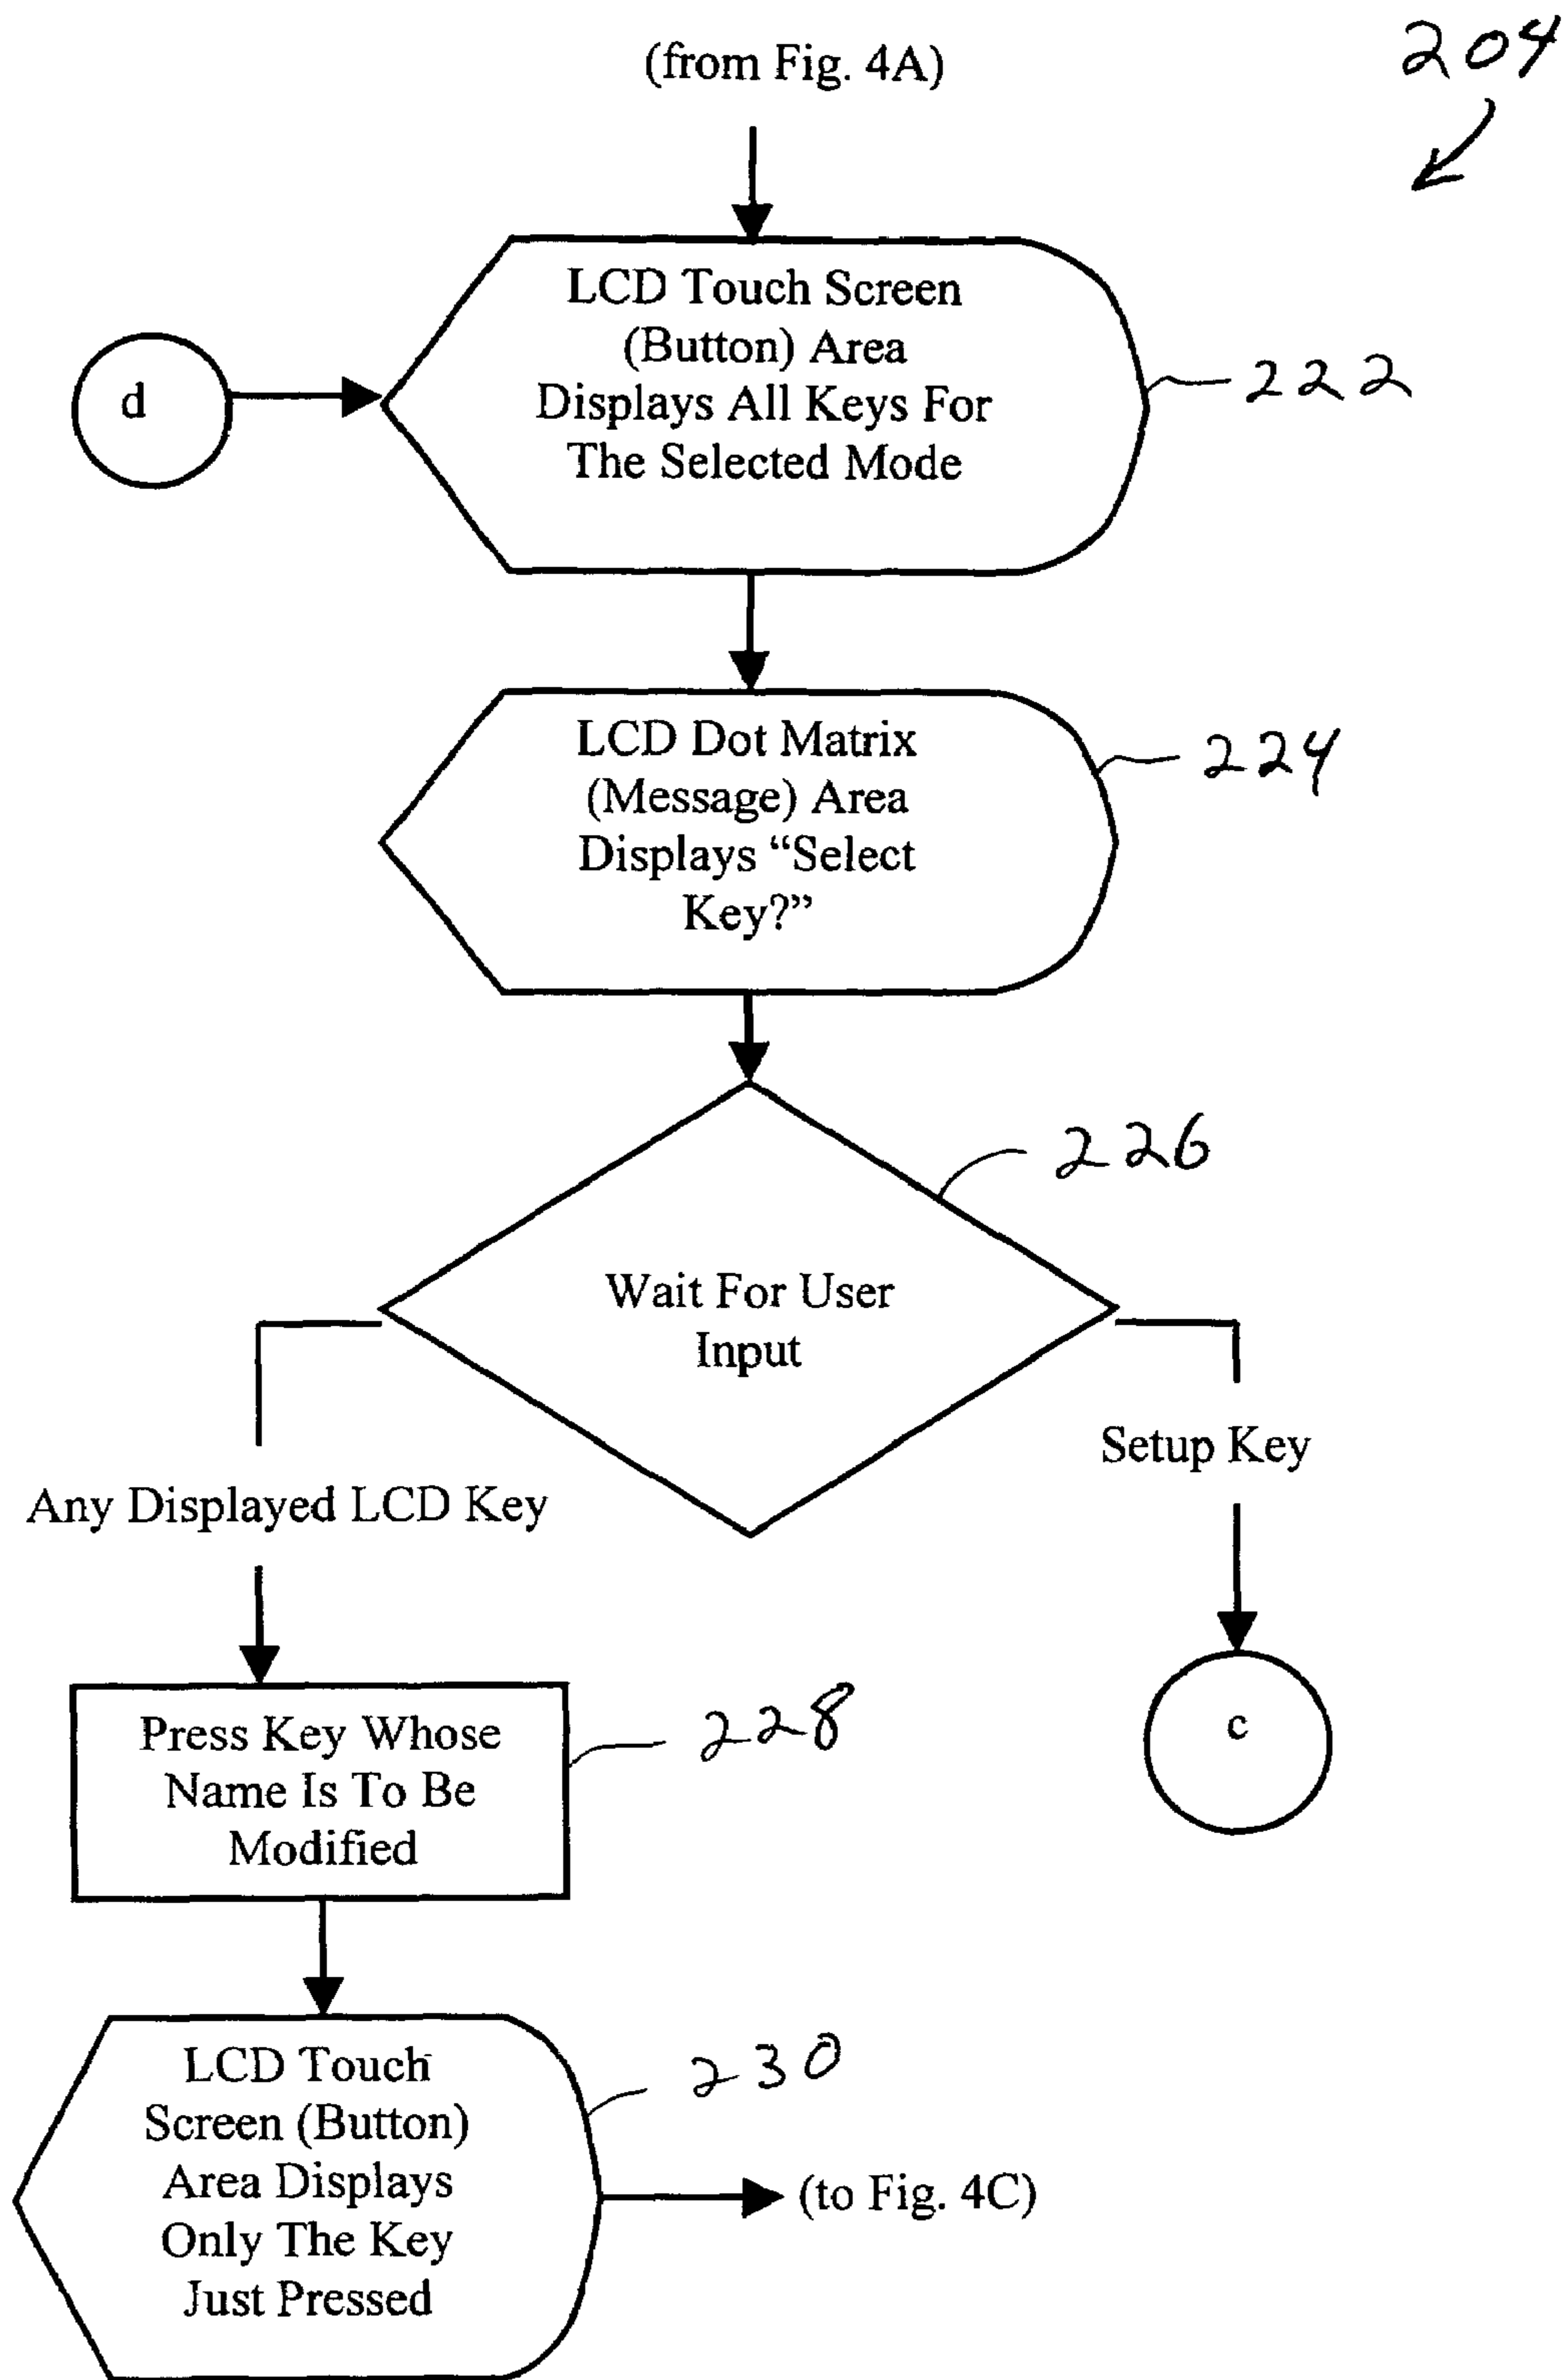 (from Fig. 4A)
204
LCD Touch Screen
(Button) Area
Displays All Keys For
The Selected Mode
d
222
LCD Dot Matrix
(Message) Area
Displays “Select
Key?”
224
226
Wait For User
Input
Setup Key
Any Displayed LCD Key
Press Key Whose
Name Is To Be
Modified
228
c
LCD Touch
Screen (Button)
Area Displays
Only The Key
Just Pressed
230
(to Fig. 4C)